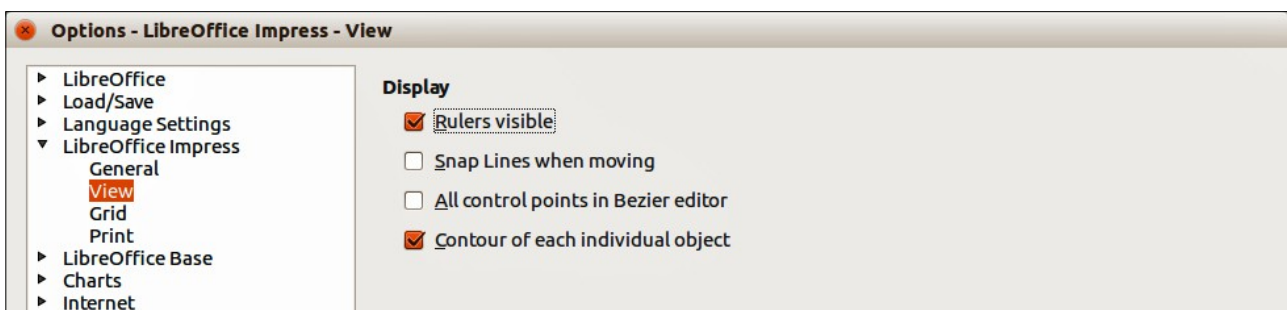 Options - LibreOffice Impress - View
LibreOffice
Load/Save
Language Settings
LibreOffice Impress
General
View
Grid
Print
LibreOffice Base
Charts
Internet
Display
Rulers visible
Snap Lines when moving
All control points in Bezier editor
Contour of each individual object